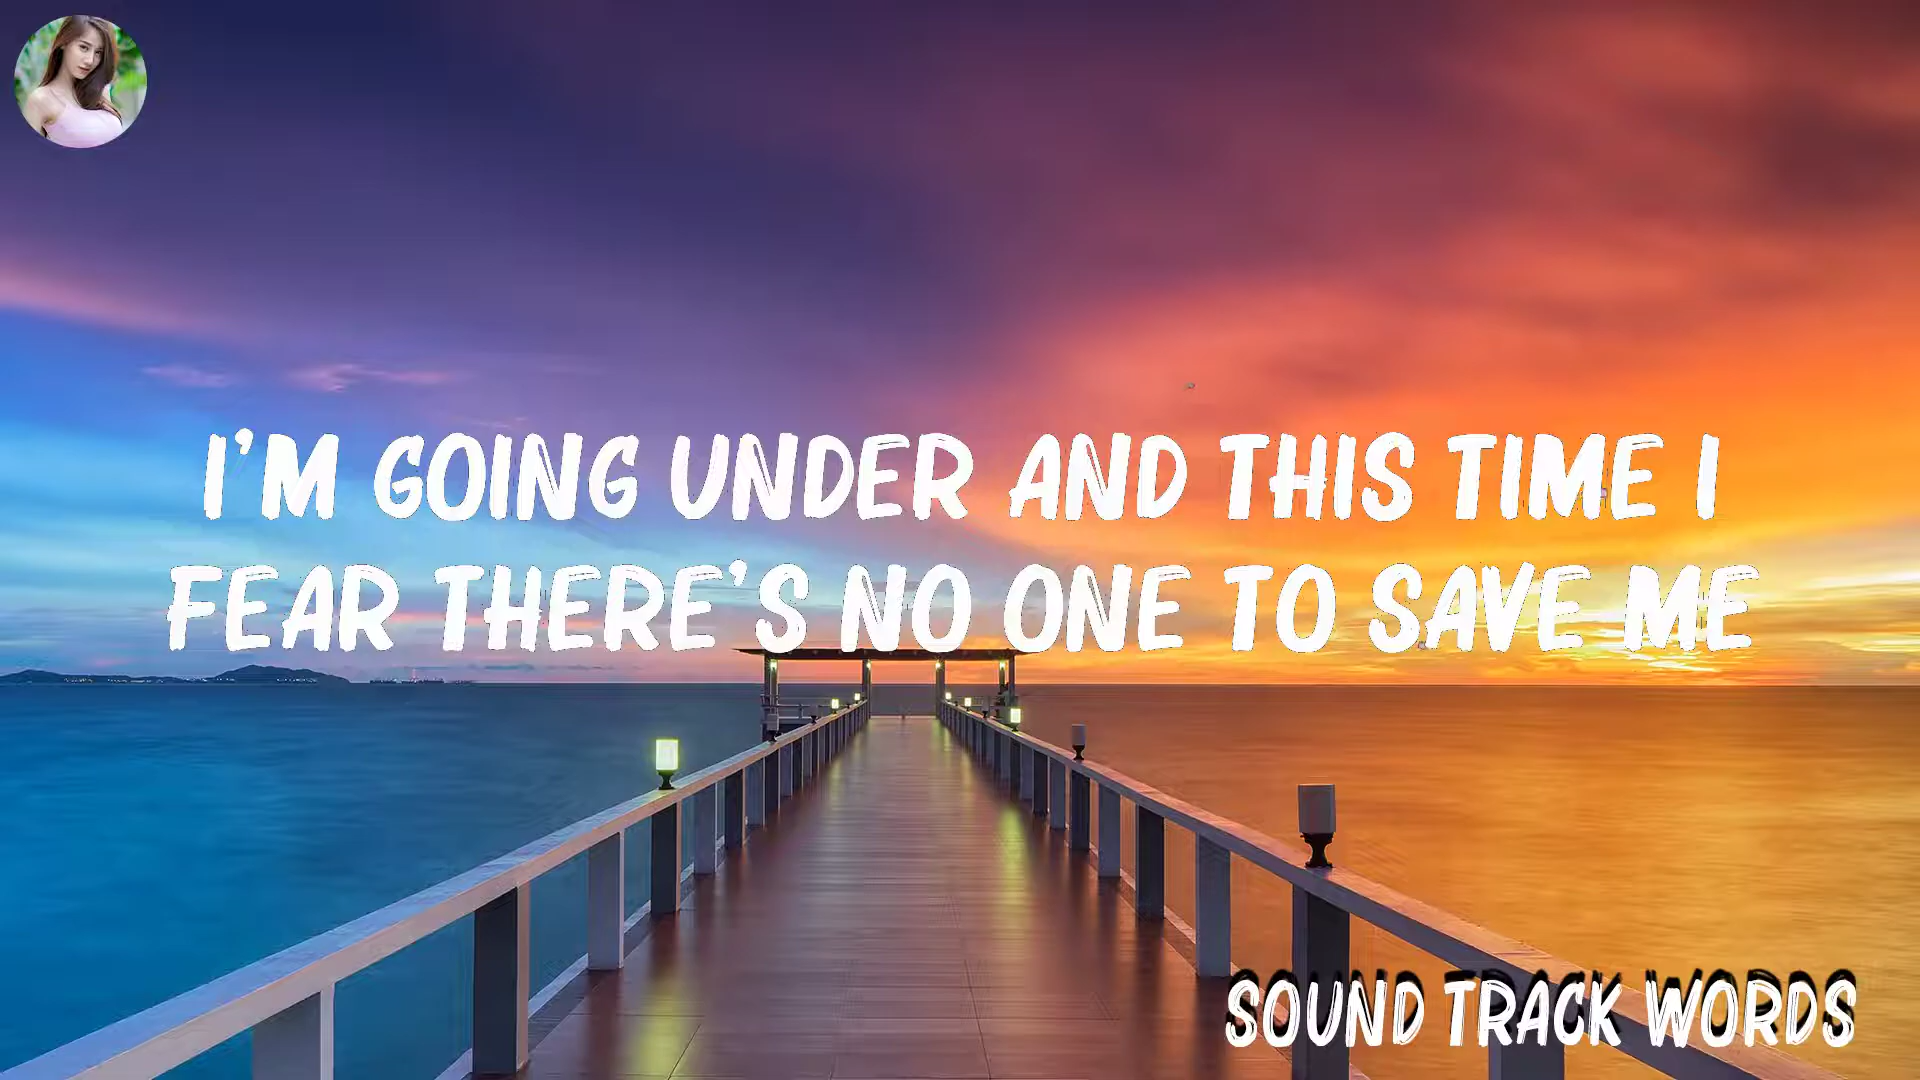 I'M GOING UNDER AND THIS TIME I
FEAR THERE'S NO ONE TO SAVE ME
SOUND TRACK WORDS